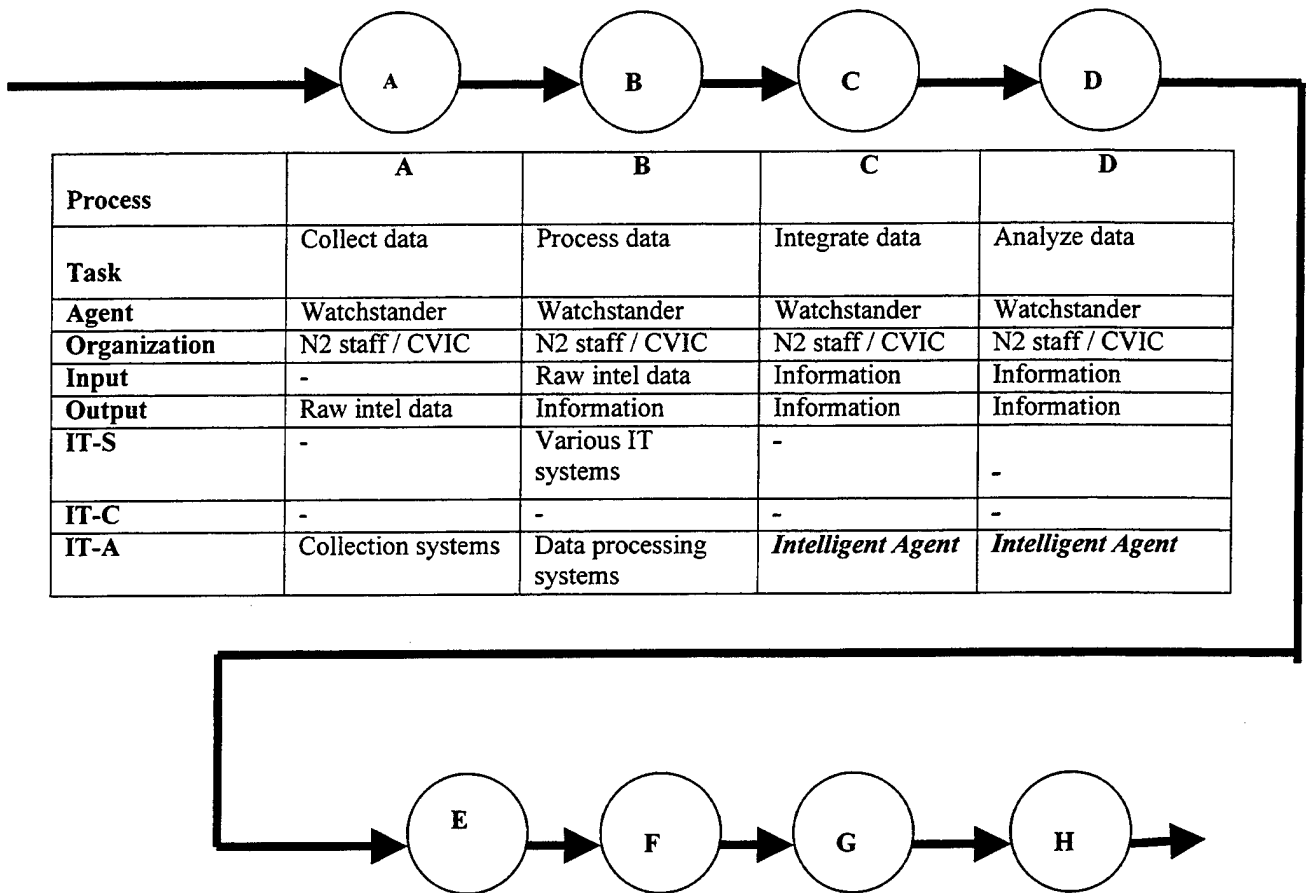 A B C D
Process A B C D
Task Collect data Process data Integrate data Analyze data
Agent Watchstander Watchstander Watchstander Watchstander
Organization N2 staff / CVIC N2 staff / CVIC N2 staff / CVIC N2 staff / CVIC
Input - Raw intel data Information Information
Output Raw intel data Information Information Information
IT-S - Various IT - -
systems
IT-C - - - -
IT-A Collection systems Data processing Intelligent Agent Intelligent Agent
systems
E F G H